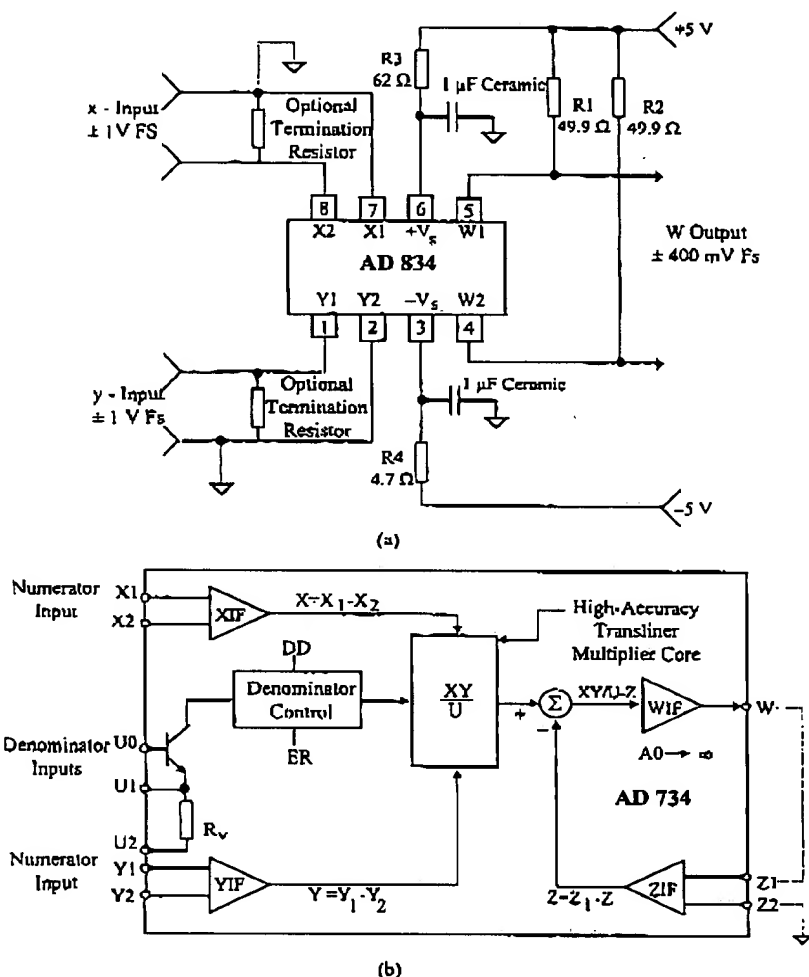 +5 V
R3
62 Ω
1 μF Ceramic
R1
49.9 Ω
R2
49.9 Ω
x - Input
± 1V FS
Optional
Termination
Resistor
8
7
6
5
X2
X1
+Vs
W1
AD 834
W Output
± 400 mV Fs
Y1
Y2
−Vs
W2
1
2
3
4
y - Input
± 1 V Fs
Optional
Termination
Resistor
1 μF Ceramic
R4
4.7 Ω
−5 V
(a)
Numerator
Input
X1
X2
XIF
X÷X1-X2
High-Accuracy
Transliner
Multiplier Core
DD
Denominator
Control
ER
XY
U
+
Σ
−
XY/U-Z
WIF
W
A0 → ∞
Denominator
Inputs
U0
U1
U2
Rv
AD 734
Numerator
Input
Y1
Y2
YIF
Y =Y1-Y2
Z=Z1-Z
ZIF
Z1
Z2
(b)